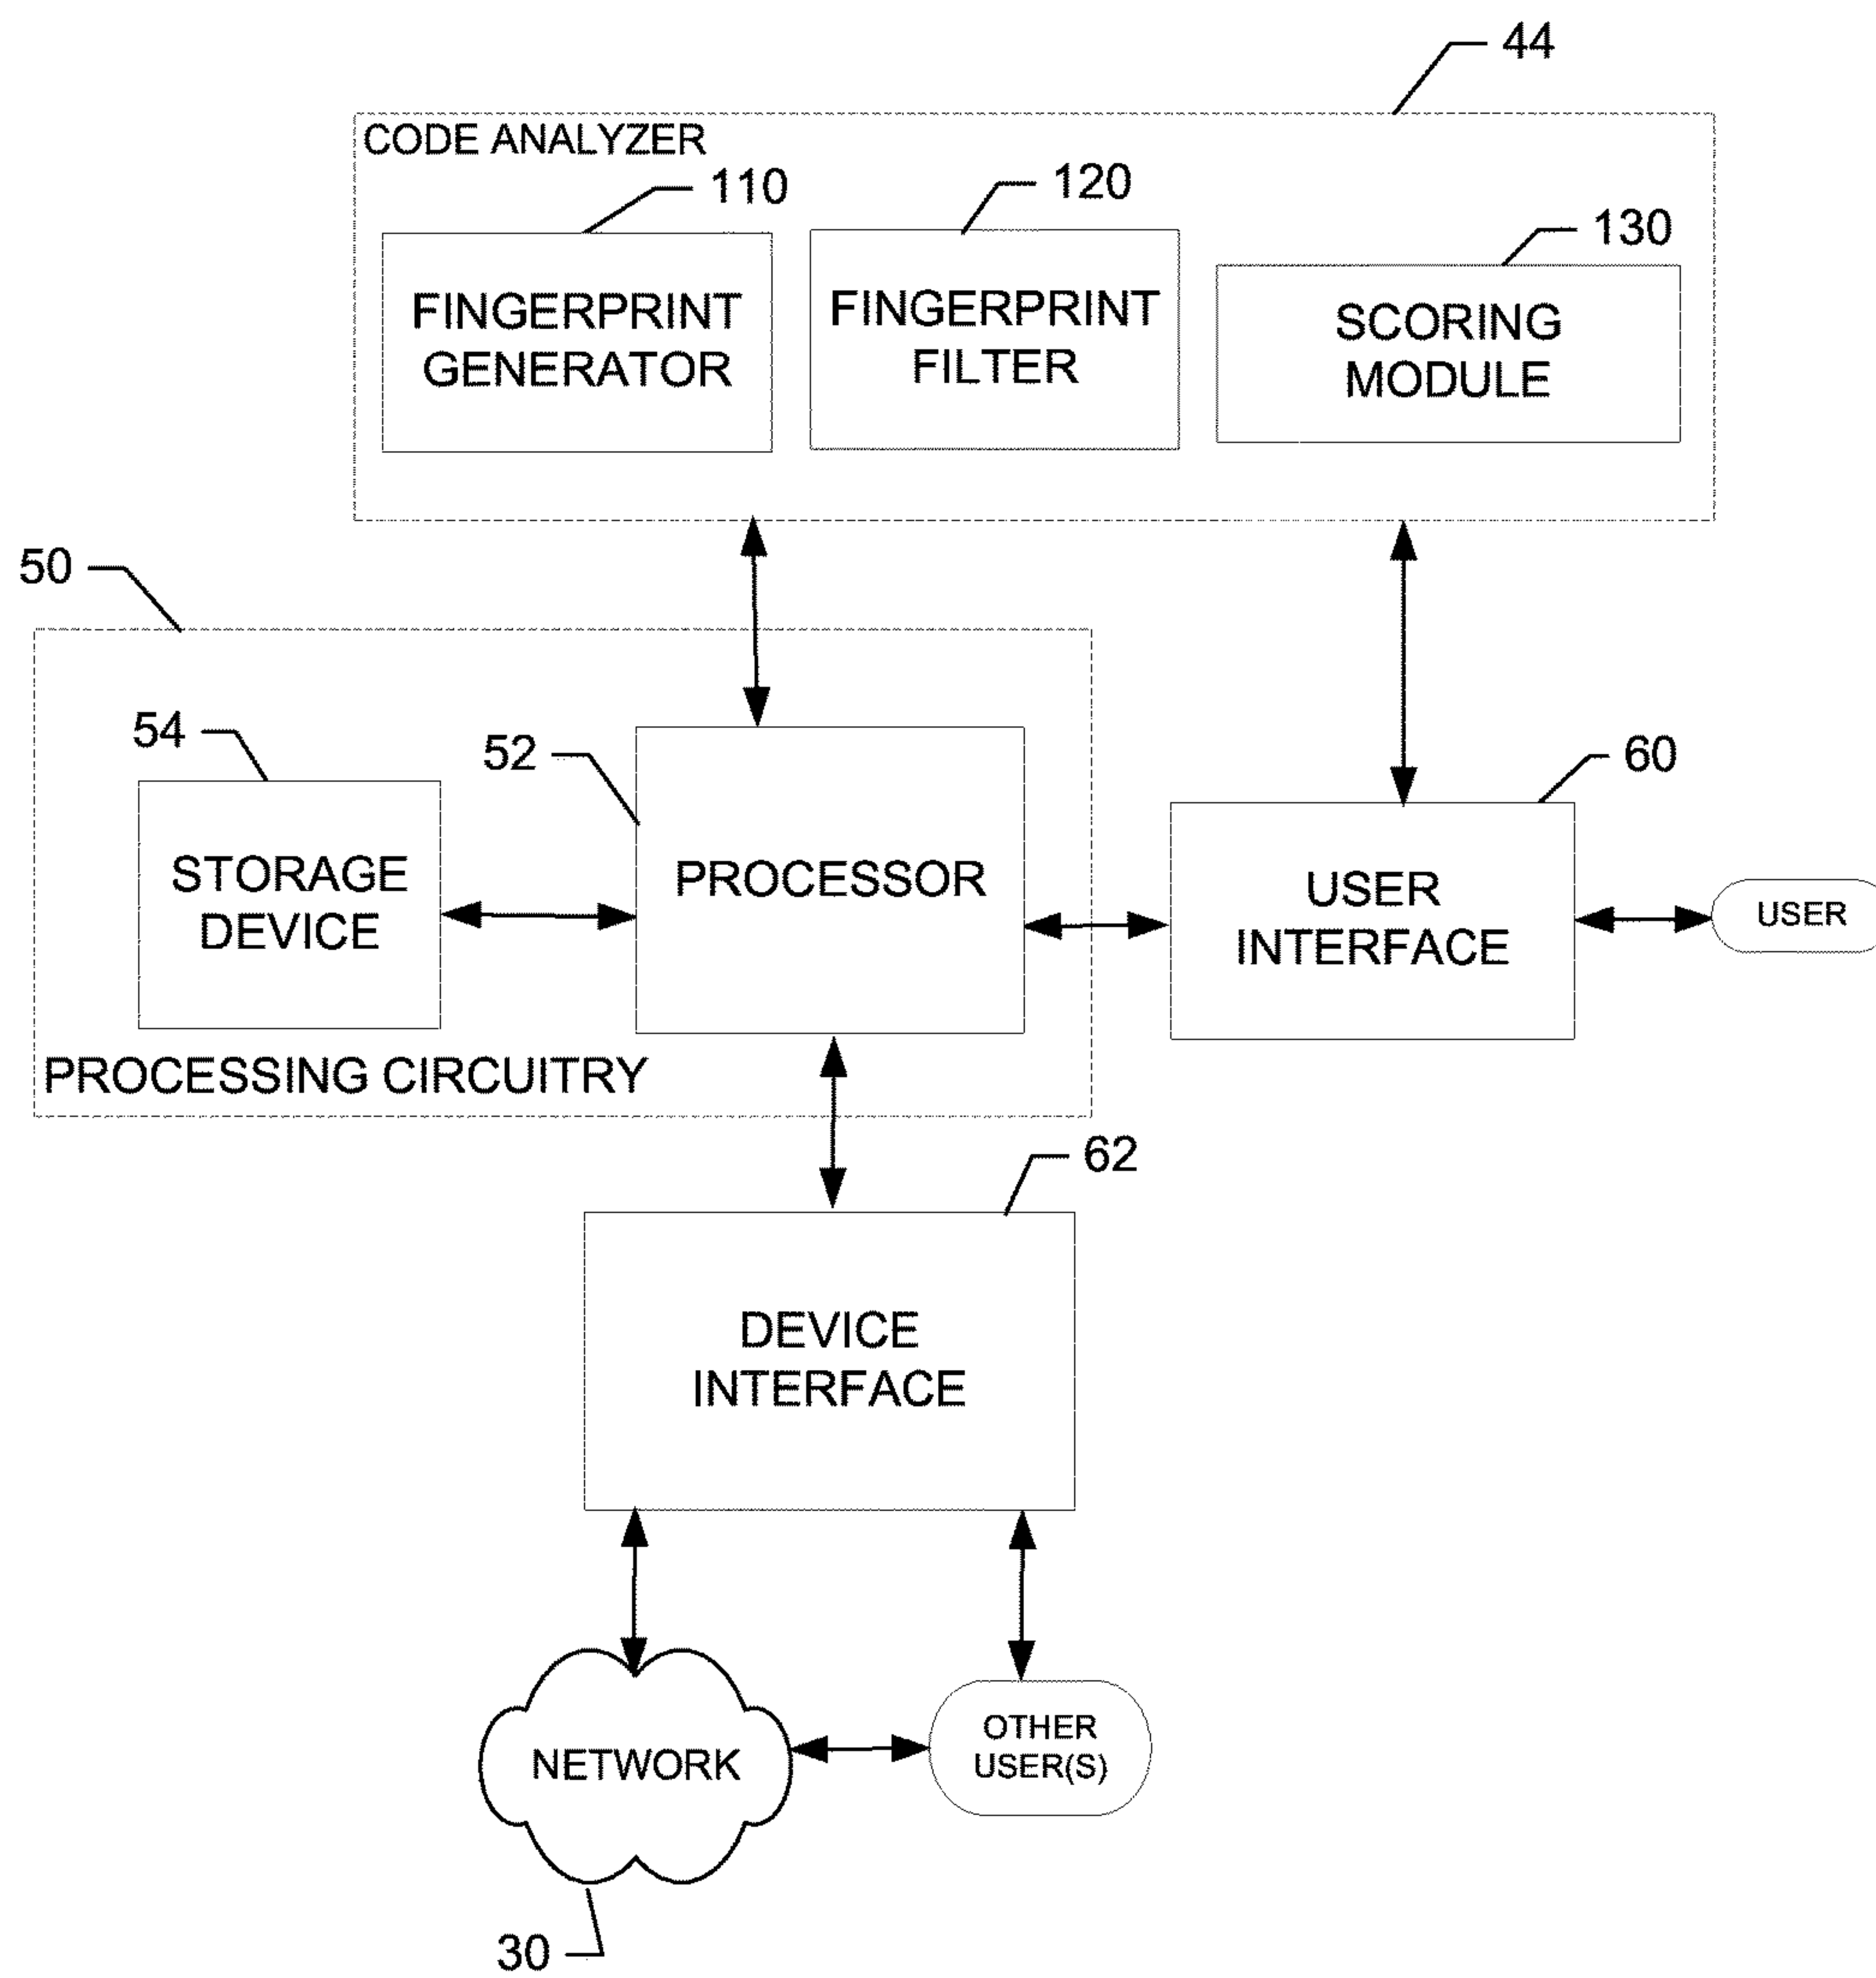 44
CODE ANALYZER
110
120
130
FINGERPRINT
GENERATOR
FINGERPRINT
FILTER
SCORING
MODULE
50
54
52
60
STORAGE
DEVICE
PROCESSOR
USER
INTERFACE
USER
PROCESSING CIRCUITRY
62
DEVICE
INTERFACE
NETWORK
OTHER
USER(S)
30